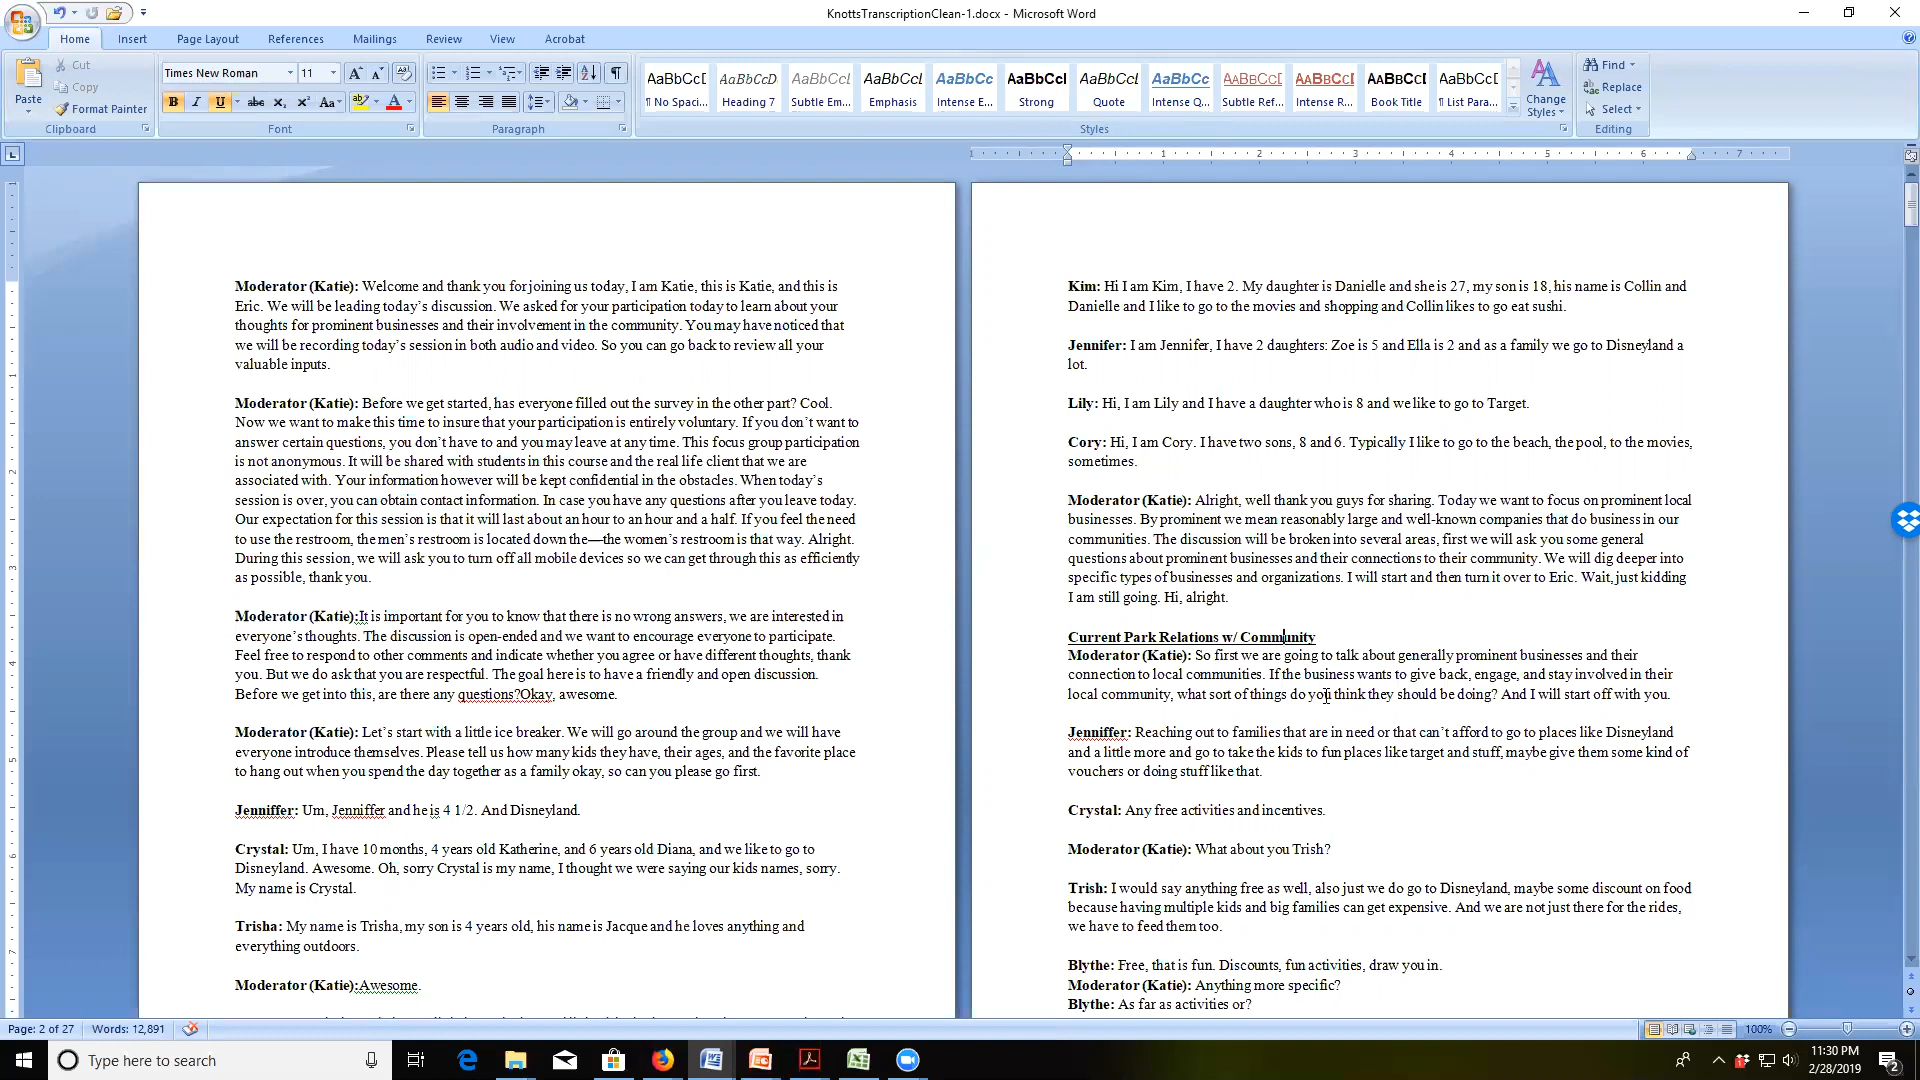 KnottsTranscriptionClean-1.docx - Microsoft Word
Home Insert Page Layout References Mailings Review View Acrobat
Paste
Cut
Copy
Format Painter
Clipboard
Times New Roman 11
Font
Paragraph
AaBbCcD AaBbCcD AaBbCcD AaBbCcD AaBbCc AaBbCcl AaBbCcL AaBbCc AaBbCcD AaBbCcD AaBbCcl AaBbCcD
¶ No Spaci... Heading 7 Subtle Em... Emphasis Intense E... Strong Quote Intense Q... Subtle Ref... Intense R... Book Title ¶ List Para...
Styles
Change
Styles
Find
Replace
Select
Editing
Moderator (Katie): Welcome and thank you for joining us today, I am Katie, this is Katie, and this is
Eric. We will be leading today’s discussion. We asked for your participation today to learn about your
thoughts for prominent businesses and their involvement in the community. You may have noticed that
we will be recording today’s session in both audio and video. So you can go back to review all your
valuable inputs.
Moderator (Katie): Before we get started, has everyone filled out the survey in the other part? Cool.
Now we want to make this time to insure that your participation is entirely voluntary. If you don’t want to
answer certain questions, you don’t have to and you may leave at any time. This focus group participation
is not anonymous. It will be shared with students in this course and the real life client that we are
associated with. Your information however will be kept confidential in the obstacles. When today’s
session is over, you can obtain contact information. In case you have any questions after you leave today.
Our expectation for this session is that it will last about an hour to an hour and a half. If you feel the need
to use the restroom, the men’s restroom is located down the—the women’s restroom is that way. Alright.
During this session, we will ask you to turn off all mobile devices so we can get through this as efficiently
as possible, thank you.
Moderator (Katie):It is important for you to know that there is no wrong answers, we are interested in
everyone’s thoughts. The discussion is open-ended and we want to encourage everyone to participate.
Feel free to respond to other comments and indicate whether you agree or have different thoughts, thank
you. But we do ask that you are respectful. The goal here is to have a friendly and open discussion.
Before we get into this, are there any questions?Okay, awesome.
Moderator (Katie): Let’s start with a little ice breaker. We will go around the group and we will have
everyone introduce themselves. Please tell us how many kids they have, their ages, and the favorite place
to hang out when you spend the day together as a family okay, so can you please go first.
Jenniffer: Um, Jenniffer and he is 4 1/2. And Disneyland.
Crystal: Um, I have 10 months, 4 years old Katherine, and 6 years old Diana, and we like to go to
Disneyland. Awesome. Oh, sorry Crystal is my name, I thought we were saying our kids names, sorry.
My name is Crystal.
Trisha: My name is Trisha, my son is 4 years old, his name is Jacque and he loves anything and
everything outdoors.
Moderator (Katie):Awesome.
Kim: Hi I am Kim, I have 2. My daughter is Danielle and she is 27, my son is 18, his name is Collin and
Danielle and I like to go to the movies and shopping and Collin likes to go eat sushi.
Jennifer: I am Jennifer, I have 2 daughters: Zoe is 5 and Ella is 2 and as a family we go to Disneyland a
lot.
Lily: Hi, I am Lily and I have a daughter who is 8 and we like to go to Target.
Cory: Hi, I am Cory. I have two sons, 8 and 6. Typically I like to go to the beach, the pool, to the movies,
sometimes.
Moderator (Katie): Alright, well thank you guys for sharing. Today we want to focus on prominent local
businesses. By prominent we mean reasonably large and well-known companies that do business in our
communities. The discussion will be broken into several areas, first we will ask you some general
questions about prominent businesses and their connections to their community. We will dig deeper into
specific types of businesses and organizations. I will start and then turn it over to Eric. Wait, just kidding
I am still going. Hi, alright.
Current Park Relations w/ Community
Moderator (Katie): So first we are going to talk about generally prominent businesses and their
connection to local communities. If the business wants to give back, engage, and stay involved in their
local community, what sort of things do you think they should be doing? And I will start off with you.
Jenniffer: Reaching out to families that are in need or that can’t afford to go to places like Disneyland
and a little more and go to take the kids to fun places like target and stuff, maybe give them some kind of
vouchers or doing stuff like that.
Crystal: Any free activities and incentives.
Moderator (Katie): What about you Trish?
Trish: I would say anything free as well, also just we do go to Disneyland, maybe some discount on food
because having multiple kids and big families can get expensive. And we are not just there for the rides,
we have to feed them too.
Blythe: Free, that is fun. Discounts, fun activities, draw you in.
Moderator (Katie): Anything more specific?
Blythe: As far as activities or?
Page: 2 of 27 Words: 12,891 100%
Type here to search
11:30 PM
2/28/2019
2